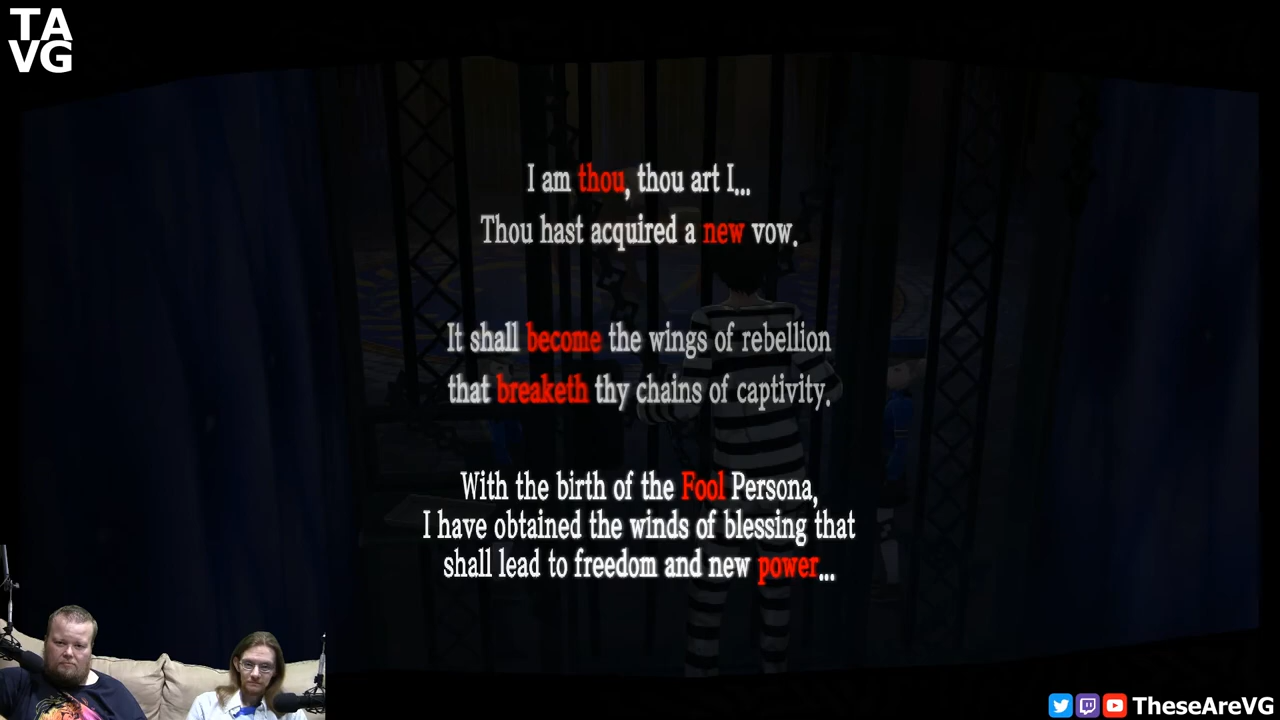 TA
VG
I am thou, thou art I...
Thou hast acquired a new vow.
It shall become the wings of rebellion
that breaketh thy chains of captivity.
With the birth of the Fool Persona,
I have obtained the winds of blessing that
shall lead to freedom and new power...
TheseAreVG